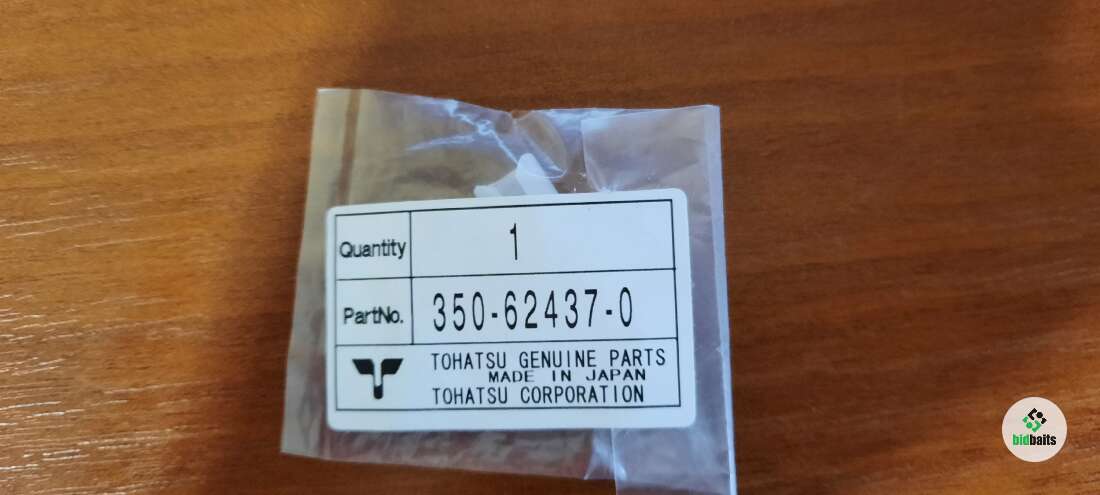 Quantity 1
PartNo. 350-62437-0
TOHATSU GENUINE PARTS
MADE IN JAPAN
TOHATSU CORPORATION
bidbaits